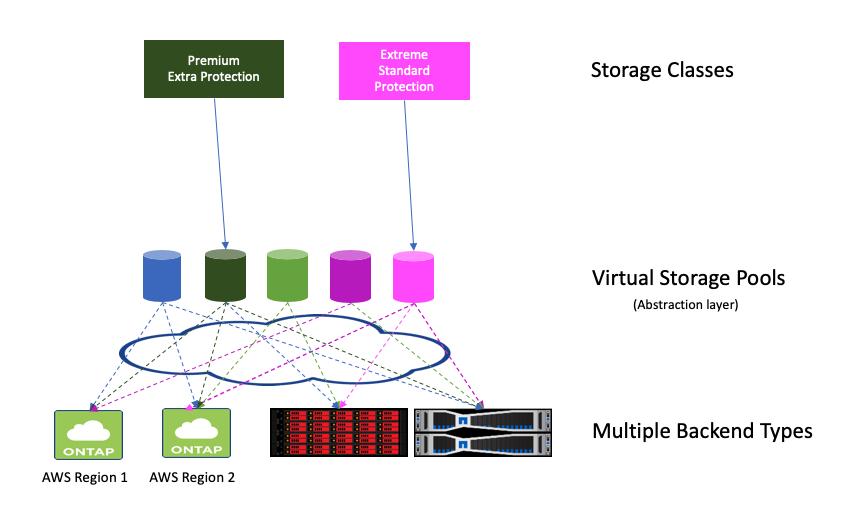 Premium
Extra Protection
Extreme
Standard
Protection
Storage Classes
Virtual Storage Pools
(Abstraction layer)
ONTAP
ONTAP
Multiple Backend Types
AWS Region 1
AWS Region 2